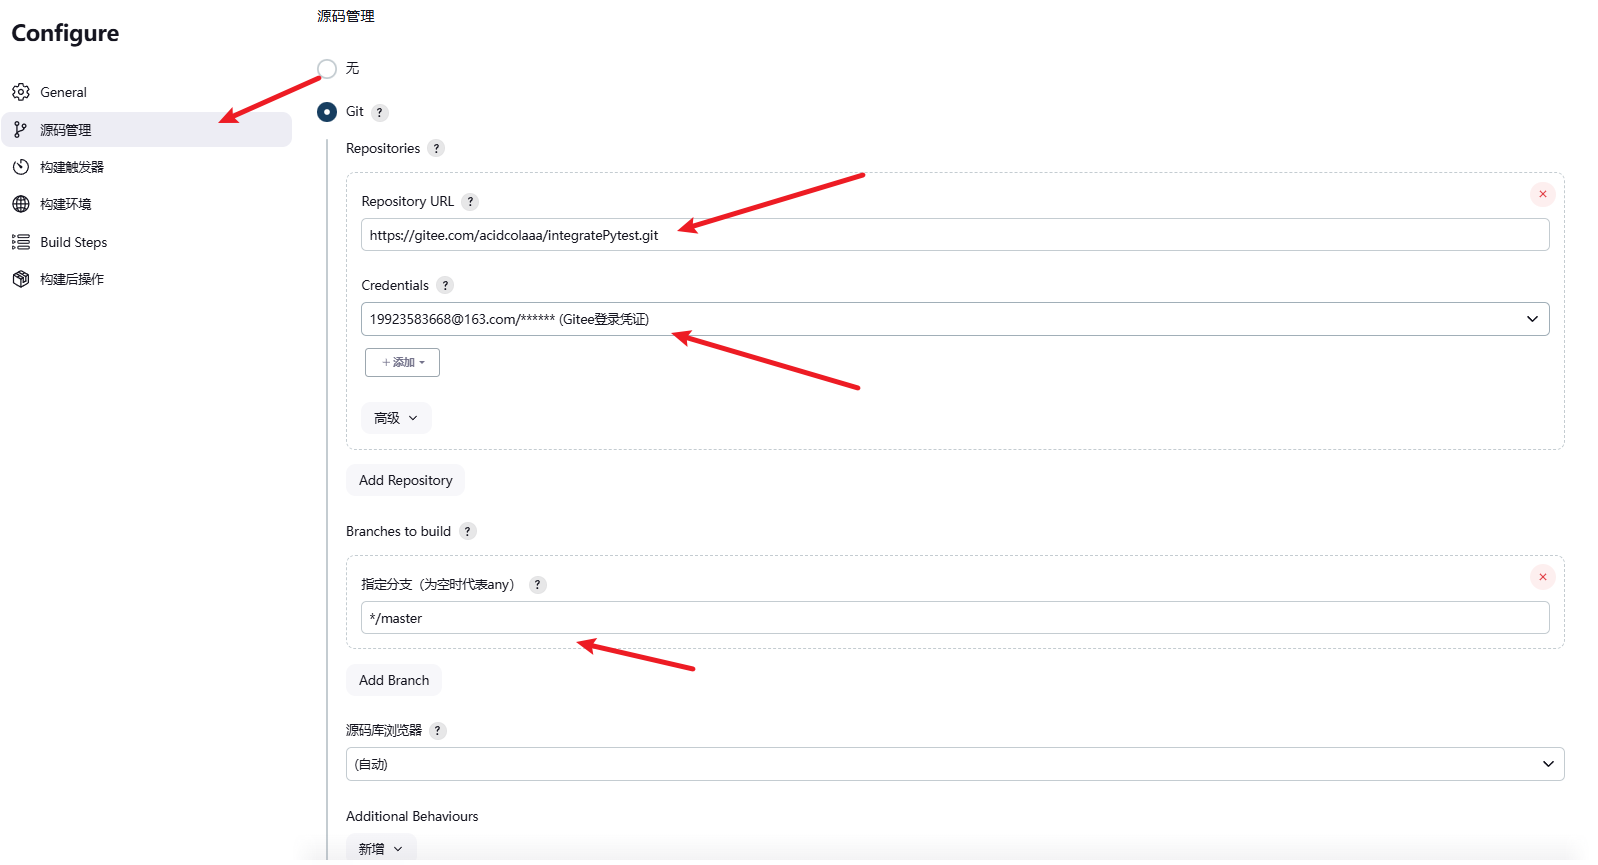 Configure
General
源码管理
构建触发器
构建环境
Build Steps
构建后操作
源码管理
无
Git ?
Repositories ?
Repository URL ?
https://gitee.com/acidcolaaa/integratePytest.git
Credentials ?
19923583668@163.com/****** (Gitee登录凭证)
+ 添加
高级
Add Repository
Branches to build ?
指定分支（为空时代表any） ?
*/master
Add Branch
源码库浏览器 ?
(自动)
Additional Behaviours
新增